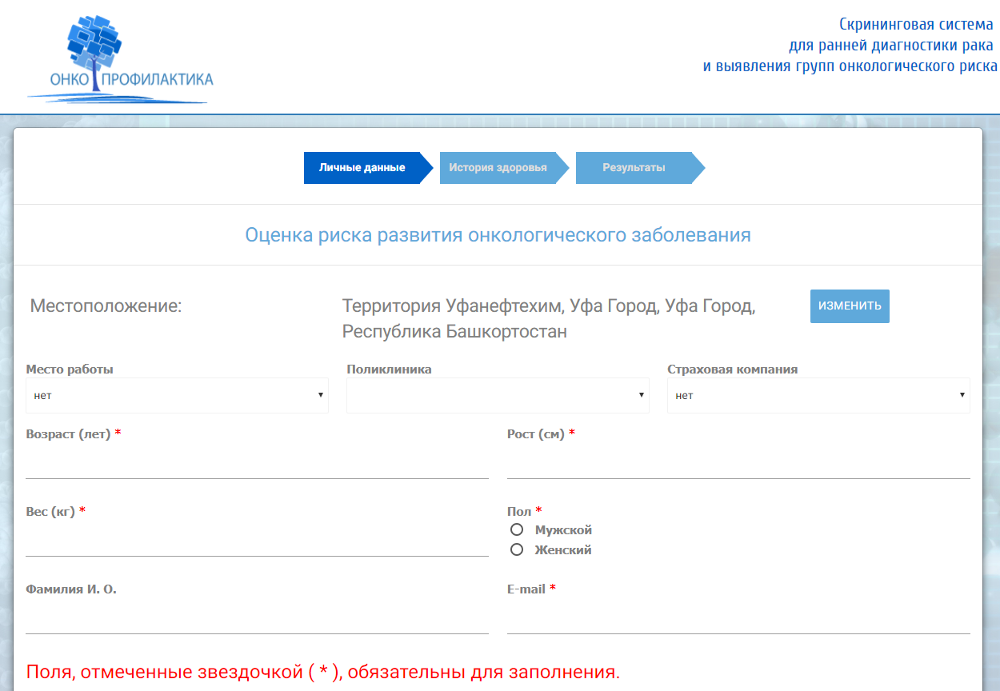 ОНКОПРОФИЛАКТИКА
Скрининговая система
для ранней диагностики рака
и выявления групп онкологического риска
Личные данные
История здоровья
Результаты
Оценка риска развития онкологического заболевания
Местоположение:
Территория Уфанефтехим, Уфа Город, Уфа Город,
Республика Башкортостан
ИЗМЕНИТЬ
Место работы
Поликлиника
Страховая компания
нет
нет
Возраст (лет) *
Рост (см) *
Вес (кг) *
Пол *
Мужской
Женский
Фамилия И. О.
E-mail *
Поля, отмеченные звездочкой ( * ), обязательны для заполнения.